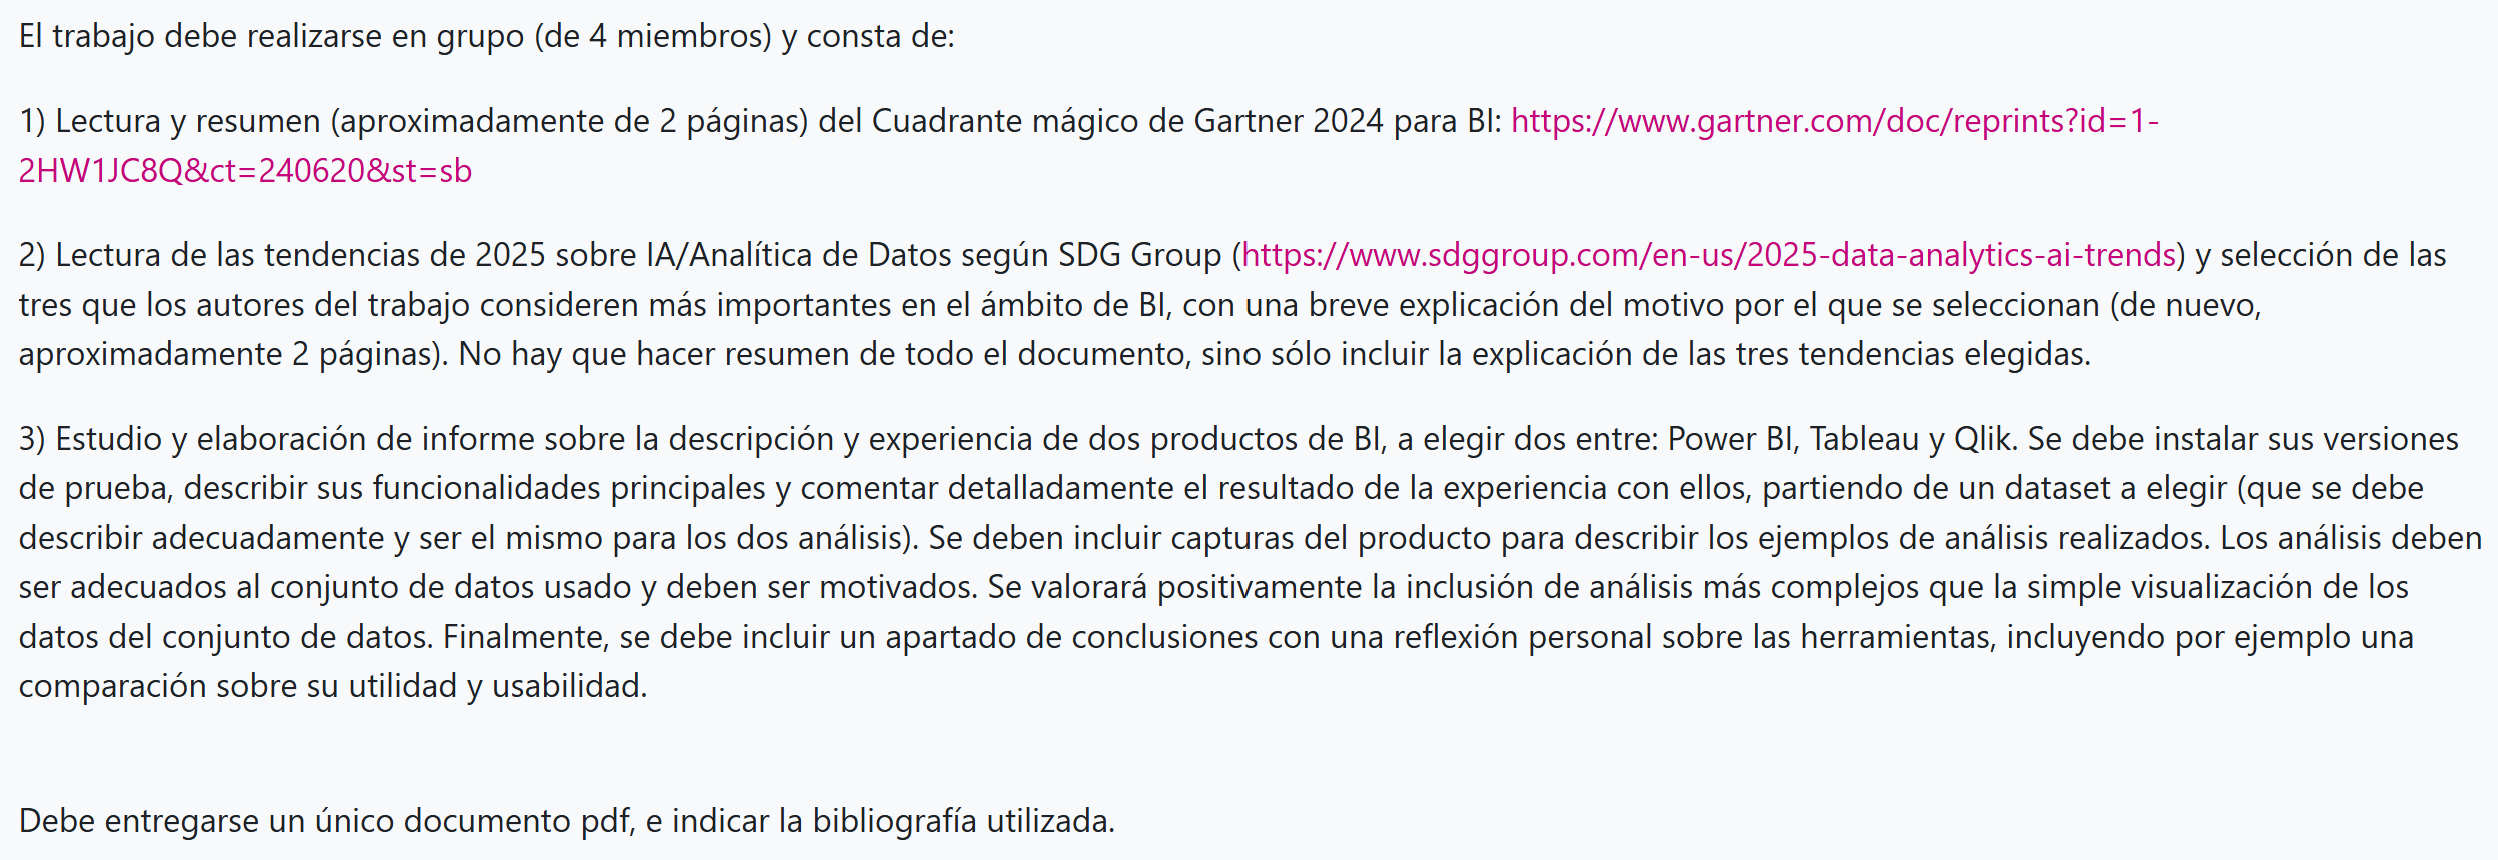 El trabajo debe realizarse en grupo (de 4 miembros) y consta de:
1) Lectura y resumen (aproximadamente de 2 páginas) del Cuadrante mágico de Gartner 2024 para BI: https://www.gartner.com/doc/reprints?id=1-
2HW1JC8Q&ct=240620&st=sb
2) Lectura de las tendencias de 2025 sobre IA/Analítica de Datos según SDG Group (https://www.sdggroup.com/en-us/2025-data-analytics-ai-trends) y selección de las
tres que los autores del trabajo consideren más importantes en el ámbito de BI, con una breve explicación del motivo por el que se seleccionan (de nuevo,
aproximadamente 2 páginas). No hay que hacer resumen de todo el documento, sino sólo incluir la explicación de las tres tendencias elegidas.
3) Estudio y elaboración de informe sobre la descripción y experiencia de dos productos de BI, a elegir dos entre: Power BI, Tableau y Qlik. Se debe instalar sus versiones
de prueba, describir sus funcionalidades principales y comentar detalladamente el resultado de la experiencia con ellos, partiendo de un dataset a elegir (que se debe
describir adecuadamente y ser el mismo para los dos análisis). Se deben incluir capturas del producto para describir los ejemplos de análisis realizados. Los análisis deben
ser adecuados al conjunto de datos usado y deben ser motivados. Se valorará positivamente la inclusión de análisis más complejos que la simple visualización de los
datos del conjunto de datos. Finalmente, se debe incluir un apartado de conclusiones con una reflexión personal sobre las herramientas, incluyendo por ejemplo una
comparación sobre su utilidad y usabilidad.
Debe entregarse un único documento pdf, e indicar la bibliografía utilizada.